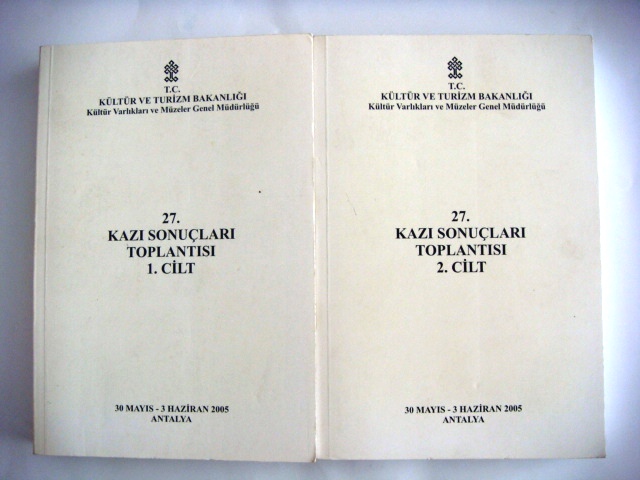 T.C.
KÜLTÜR VE TURİZM BAKANLIĞI
Kültür Varlıkları ve Müzeler Genel Müdürlüğü
27.
KAZI SONUÇLARI
TOPLANTISI
1. CİLT
30 MAYIS - 3 HAZİRAN 2005
ANTALYA
T.C.
KÜLTÜR VE TURİZM BAKANLIĞI
Kültür Varlıkları ve Müzeler Genel Müdürlüğü
27.
KAZI SONUÇLARI
TOPLANTISI
2. CİLT
30 MAYIS - 3 HAZİRAN 2005
ANTALYA